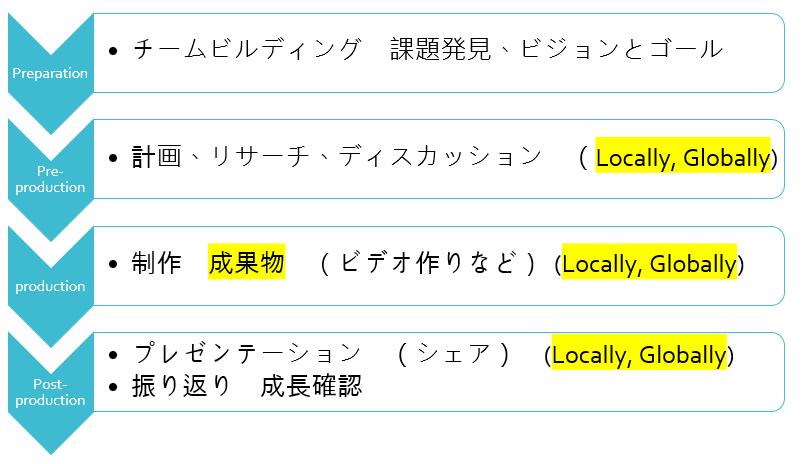 Preparation
• チームビルディング　課題発見、ビジョンとゴール
Pre-
production
• 計画、リサーチ、ディスカッション　（ Locally, Globally)
production
• 制作　成果物　（ビデオ作りなど） (Locally, Globally)
Post-
production
• プレゼンテーション　（シェア）　(Locally, Globally)
• 振り返り　成長確認